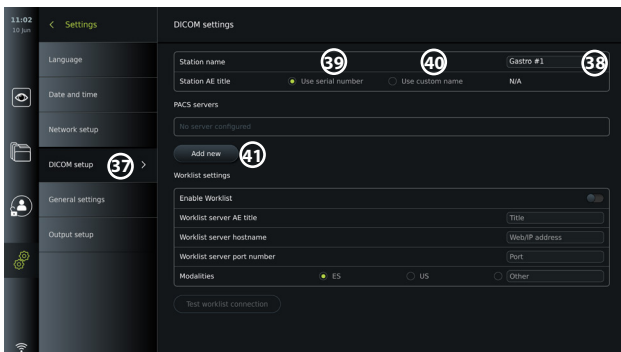 11:02
10 Jun
Settings
DICOM settings
Language
Date and time
Network setup
DICOM setup 37
General settings
Output setup
39 40
Station name Gastro #1 38
Station AE title Use serial number Use custom name N/A
PACS servers
No server configured
Add new 41
Worklist settings
Enable Worklist
Worklist server AE title Title
Worklist server hostname Web/IP address
Worklist server port number Port
Modalities ES US Other
Test worklist connection